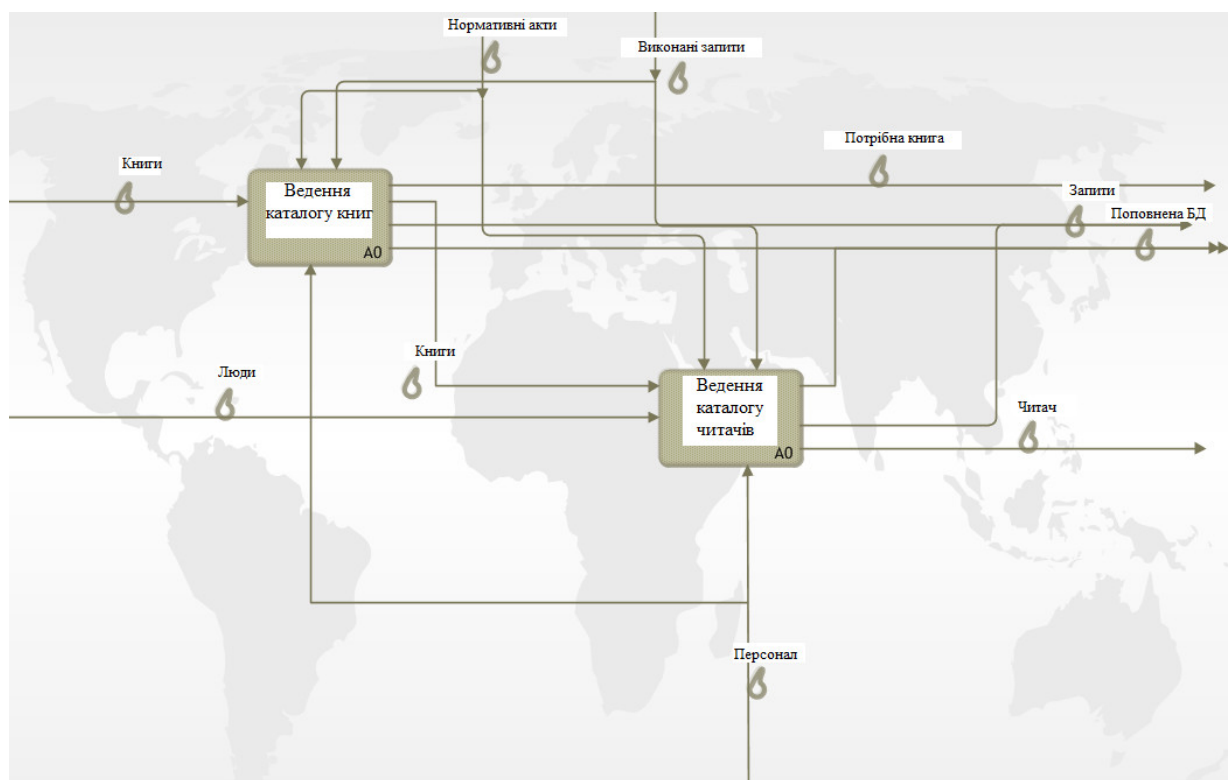 Нормативні акти
Виконані запити
Потрібна книга
Книги
Запити
Ведення
каталогу книг
A0
Поповнена БД
Книги
Люди
Ведення
каталогу
читачів
A0
Читач
Персонал